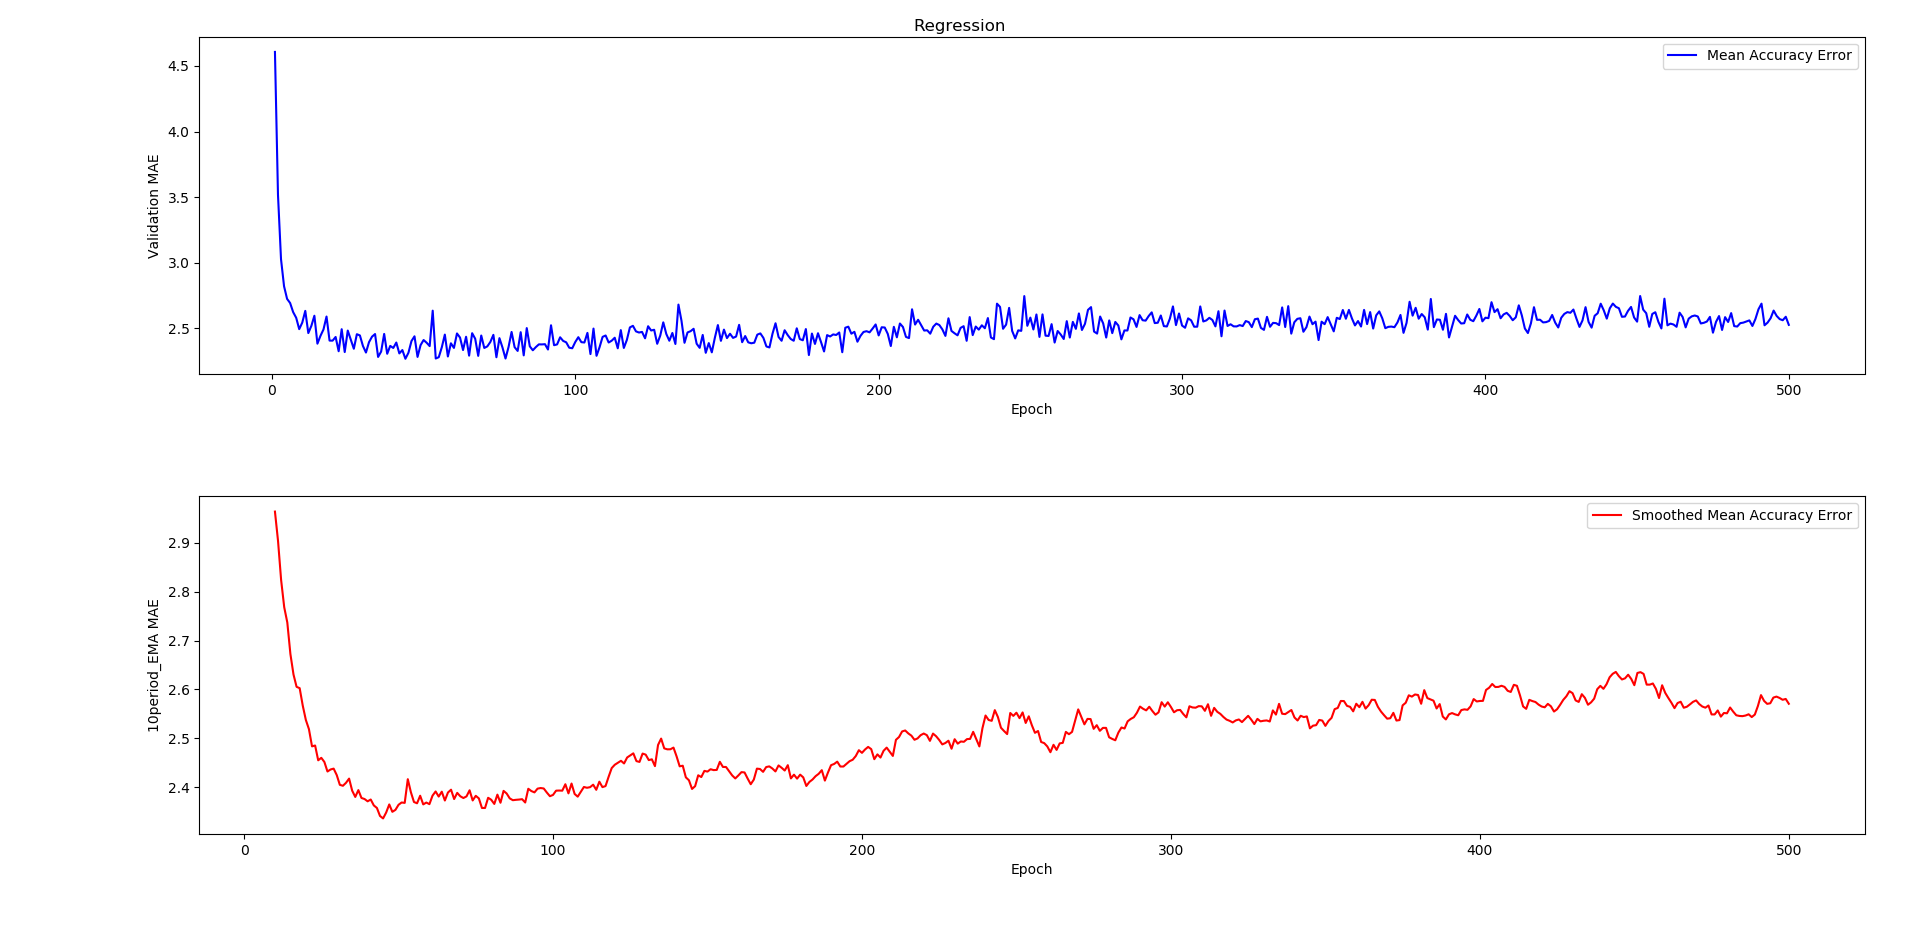 Regression
Mean Accuracy Error
Validation MAE
4.5
4.0
3.5
3.0
2.5
0 100 200 300 400 500
Epoch
Smoothed Mean Accuracy Error
10period_EMA MAE
2.9
2.8
2.7
2.6
2.5
2.4
0 100 200 300 400 500
Epoch